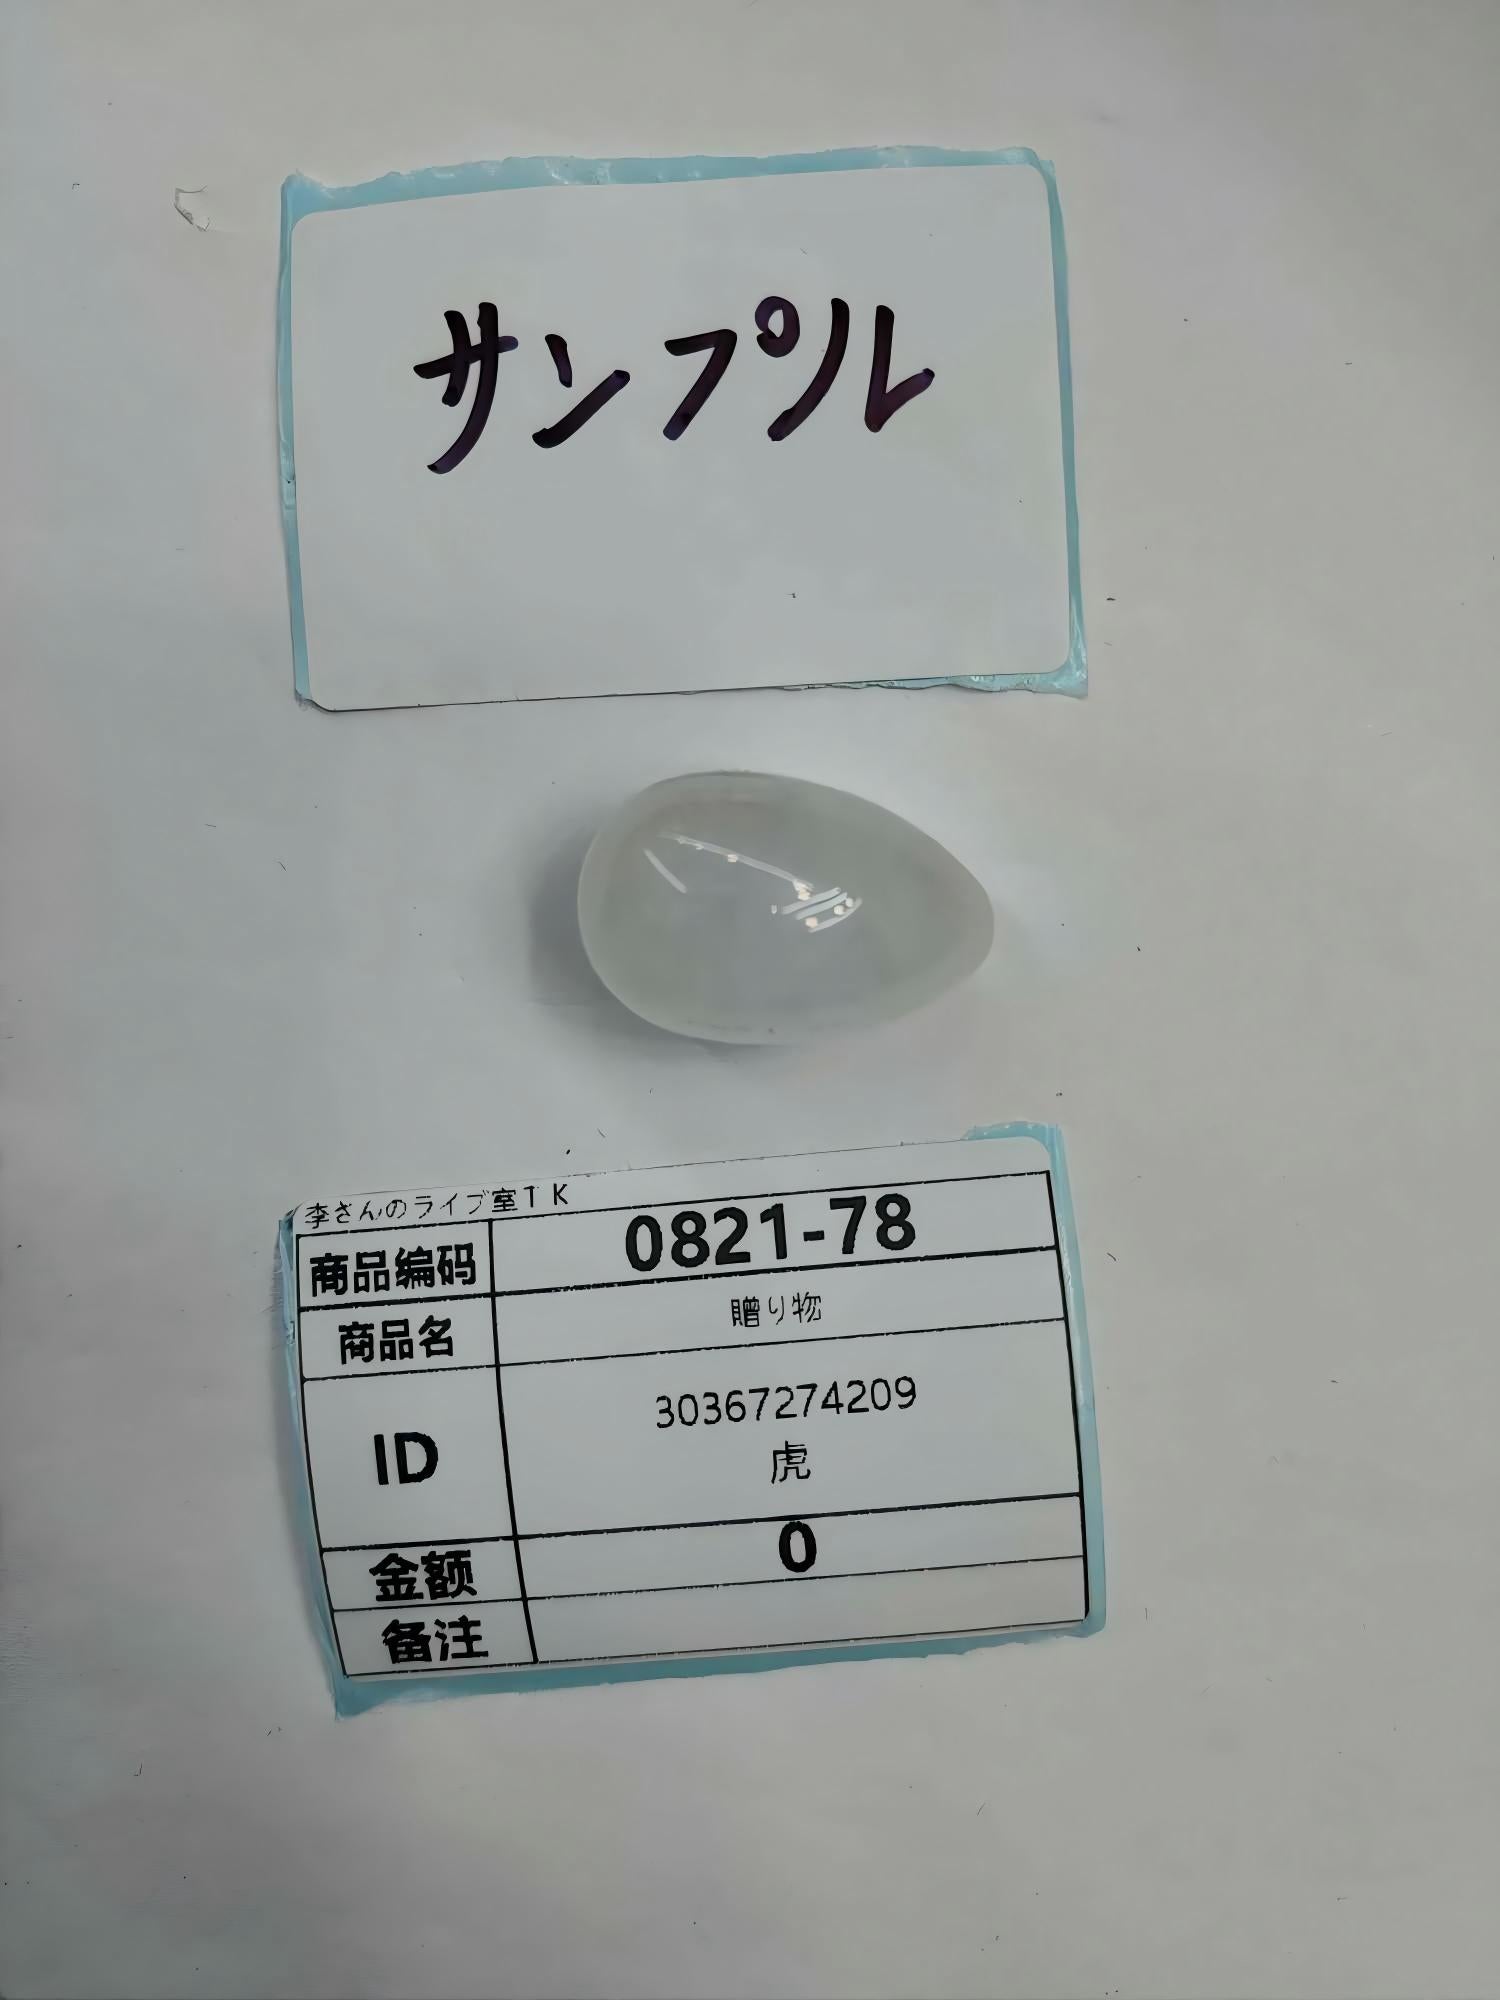 サンプル
李さんのライブ室TK
商品编码 0821-78
商品名 贈り物
ID 30367274209
虎
金额 0
备注